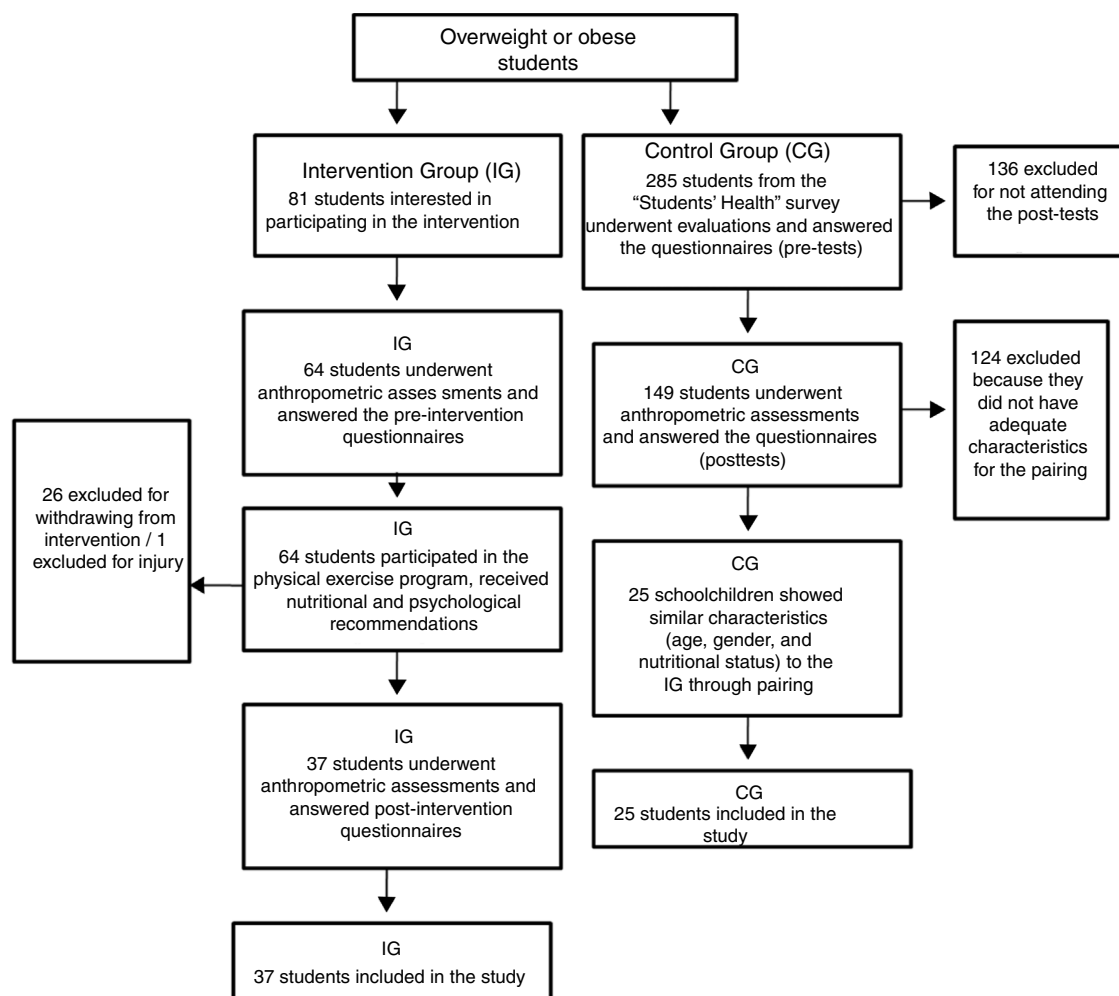 Overweight or obese
students
Intervention Group (IG)
81 students interested in
participating in the intervention
Control Group (CG)
285 students from the
“Students’ Health” survey
underwent evaluations and answered
the questionnaires (pre-tests)
136 excluded
for not attending
the post-tests
IG
64 students underwent
anthropometric asses sments and
answered the pre-intervention
questionnaires
CG
149 students underwent
anthropometric assessments
and answered the questionnaires
(posttests)
124 excluded
because they
did not have
adequate
characteristics
for the pairing
26 excluded for
withdrawing from
intervention / 1
excluded for injury
IG
64 students participated in the
physical exercise program, received
nutritional and psychological
recommendations
CG
25 schoolchildren showed
similar characteristics
(age, gender, and
nutritional status) to the
IG through pairing
IG
37 students underwent
anthropometric assessments and
answered post-intervention
questionnaires
CG
25 students included in the
study
IG
37 students included in the study